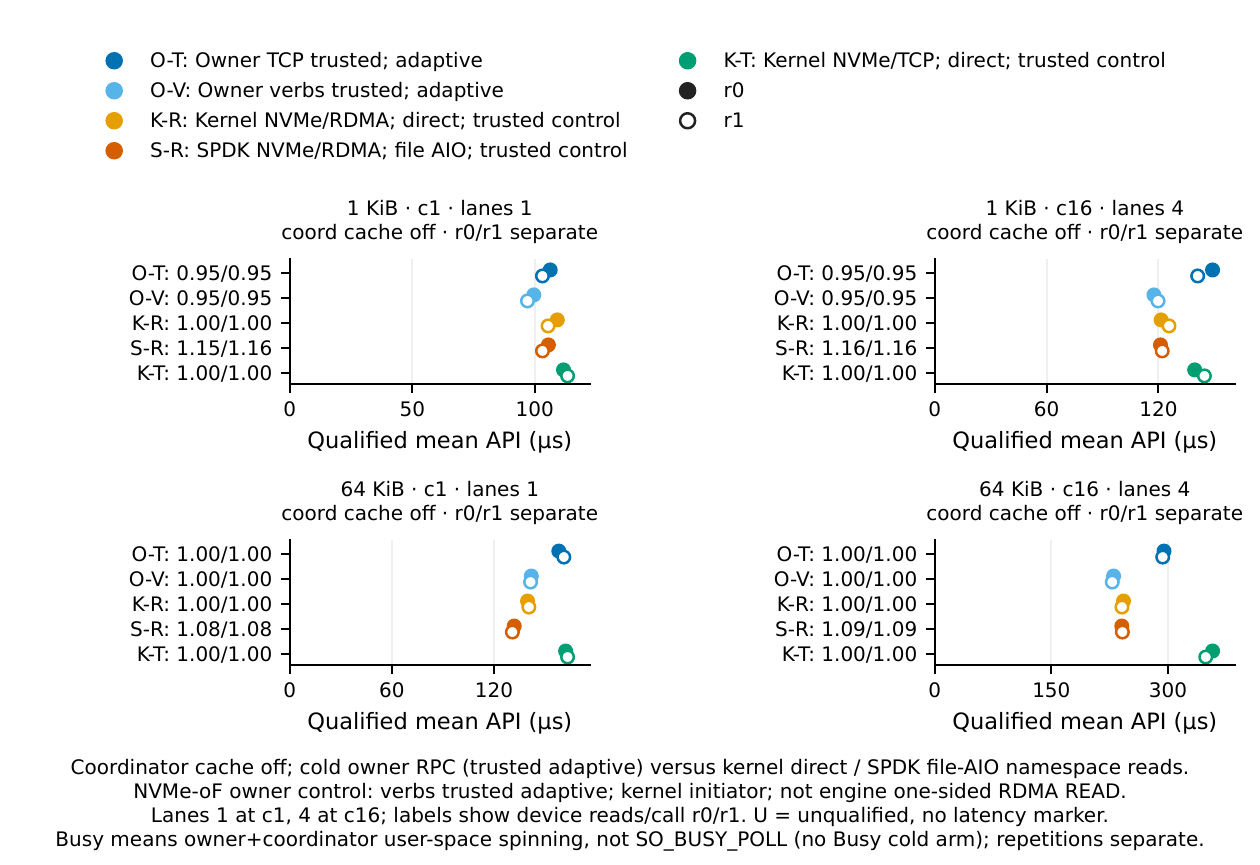 O-T: Owner TCP trusted; adaptive
O-V: Owner verbs trusted; adaptive
K-R: Kernel NVMe/RDMA; direct; trusted control
S-R: SPDK NVMe/RDMA; file AIO; trusted control
K-T: Kernel NVMe/TCP; direct; trusted control
r0
r1
1 KiB · c1 · lanes 1
coord cache off · r0/r1 separate
O-T: 0.95/0.95
O-V: 0.95/0.95
K-R: 1.00/1.00
S-R: 1.15/1.16
K-T: 1.00/1.00
0 50 100
Qualified mean API (µs)
1 KiB · c16 · lanes 4
coord cache off · r0/r1 separate
O-T: 0.95/0.95
O-V: 0.95/0.95
K-R: 1.00/1.00
S-R: 1.16/1.16
K-T: 1.00/1.00
0 60 120
Qualified mean API (µs)
64 KiB · c1 · lanes 1
coord cache off · r0/r1 separate
O-T: 1.00/1.00
O-V: 1.00/1.00
K-R: 1.00/1.00
S-R: 1.08/1.08
K-T: 1.00/1.00
0 60 120
Qualified mean API (µs)
64 KiB · c16 · lanes 4
coord cache off · r0/r1 separate
O-T: 1.00/1.00
O-V: 1.00/1.00
K-R: 1.00/1.00
S-R: 1.09/1.09
K-T: 1.00/1.00
0 150 300
Qualified mean API (µs)
Coordinator cache off; cold owner RPC (trusted adaptive) versus kernel direct / SPDK file-AIO namespace reads.
NVMe-oF owner control: verbs trusted adaptive; kernel initiator; not engine one-sided RDMA READ.
Lanes 1 at c1, 4 at c16; labels show device reads/call r0/r1. U = unqualified, no latency marker.
Busy means owner+coordinator user-space spinning, not SO_BUSY_POLL (no Busy cold arm); repetitions separate.